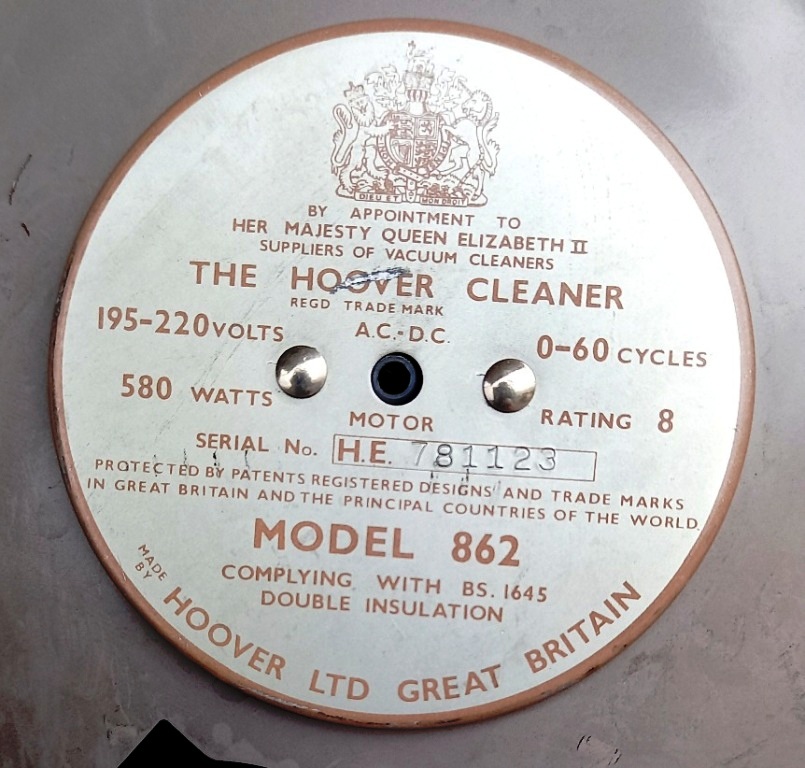 DIEU ET MON DROIT
BY APPOINTMENT TO
HER MAJESTY QUEEN ELIZABETH II
SUPPLIERS OF VACUUM CLEANERS
THE HOOVER CLEANER
REGD TRADE MARK
195-220 VOLTS A.C.-D.C. 0-60 CYCLES
580 WATTS MOTOR RATING 8
SERIAL No. H.E. 781123
PROTECTED BY PATENTS REGISTERED DESIGNS AND TRADE MARKS
IN GREAT BRITAIN AND THE PRINCIPAL COUNTRIES OF THE WORLD.
MODEL 862
COMPLYING WITH BS. 1645
DOUBLE INSULATION
MADE BY
HOOVER LTD GREAT BRITAIN